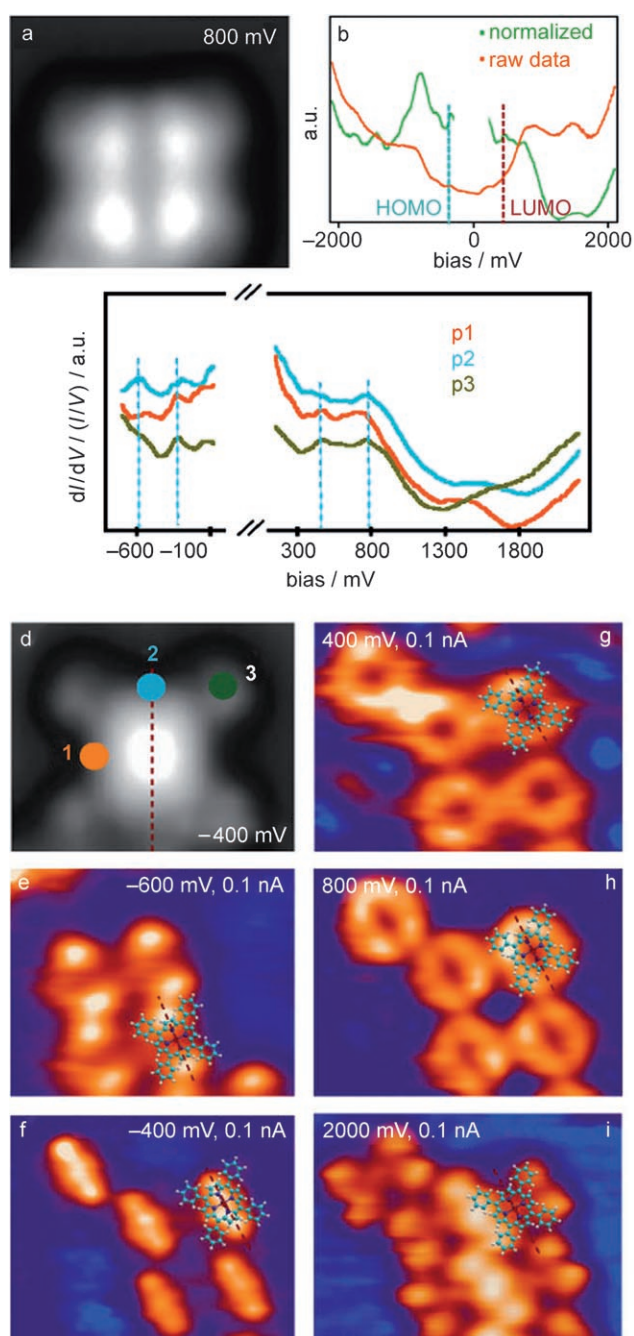 a
800 mV
b
• normalized
• raw data
a.u.
HOMO
LUMO
–2000 0 2000
bias / mV
p1
p2
p3
dI/dV / (I/V) / a.u.
–600 –100 300 800 1300 1800
bias / mV
d
2
3
1
–400 mV
400 mV, 0.1 nA
g
–600 mV, 0.1 nA
e
800 mV, 0.1 nA
h
–400 mV, 0.1 nA
f
2000 mV, 0.1 nA
i